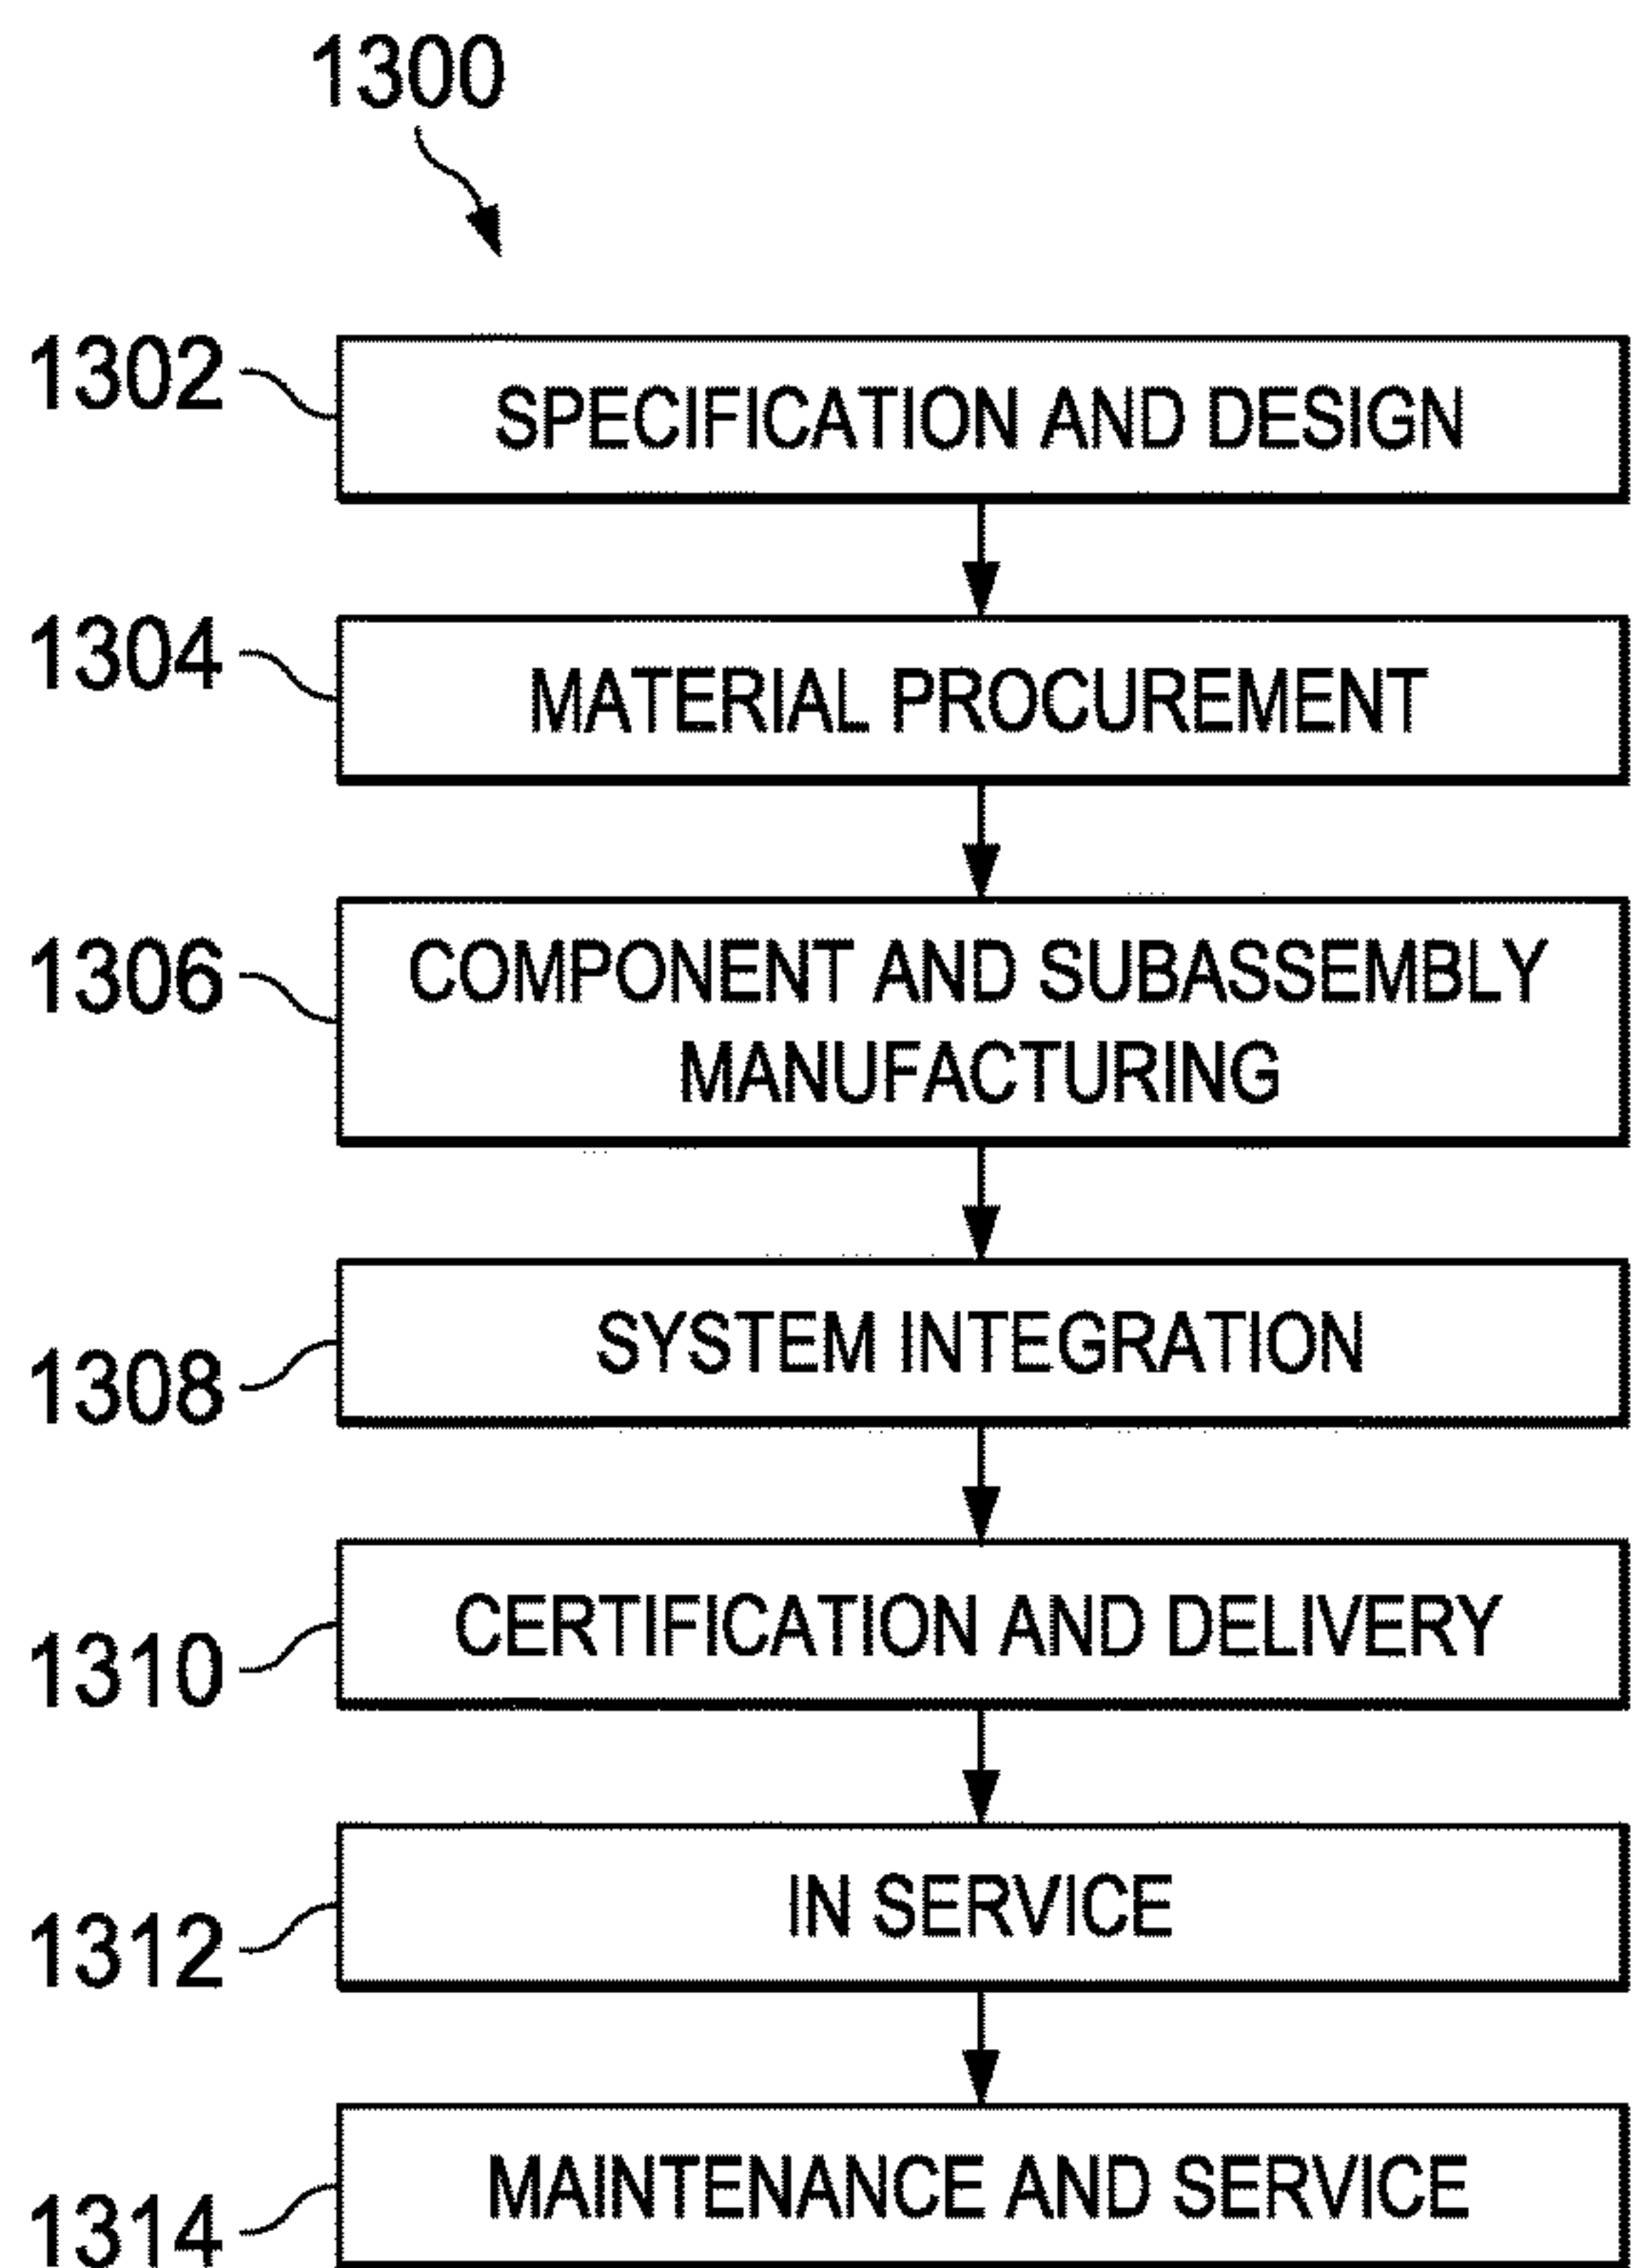 1300
1302
SPECIFICATION AND DESIGN
1304
MATERIAL PROCUREMENT
1306
COMPONENT AND SUBASSEMBLY
MANUFACTURING
1308
SYSTEM INTEGRATION
1310
CERTIFICATION AND DELIVERY
1312
IN SERVICE
1314
MAINTENANCE AND SERVICE